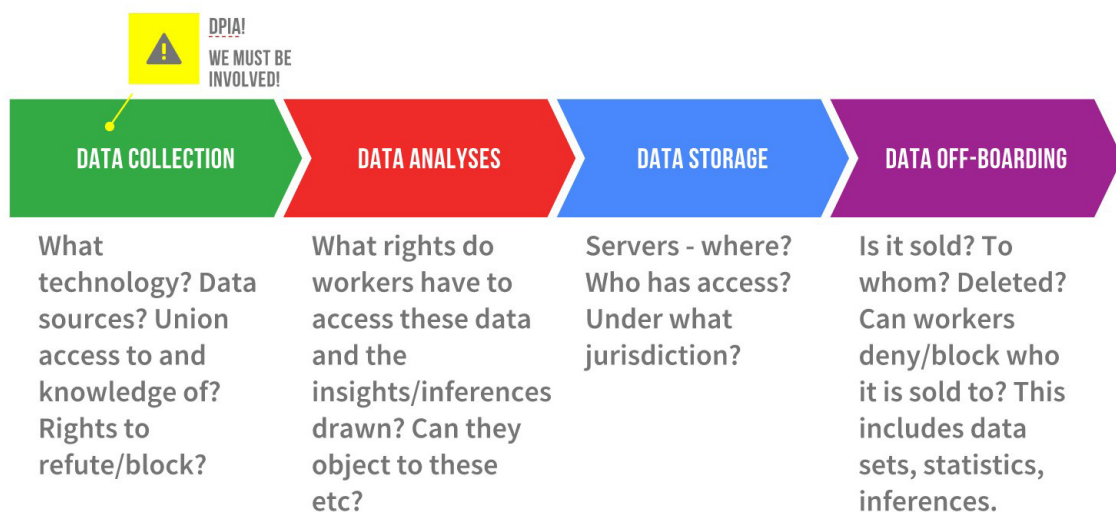 DPIA!
WE MUST BE
INVOLVED!
DATA COLLECTION
DATA ANALYSES
DATA STORAGE
DATA OFF-BOARDING
What
technology? Data
sources? Union
access to and
knowledge of?
Rights to
refute/block?
What rights do
workers have to
access these data
and the
insights/inferences
drawn? Can they
object to these
etc?
Servers - where?
Who has access?
Under what
jurisdiction?
Is it sold? To
whom? Deleted?
Can workers
deny/block who
it is sold to? This
includes data
sets, statistics,
inferences.